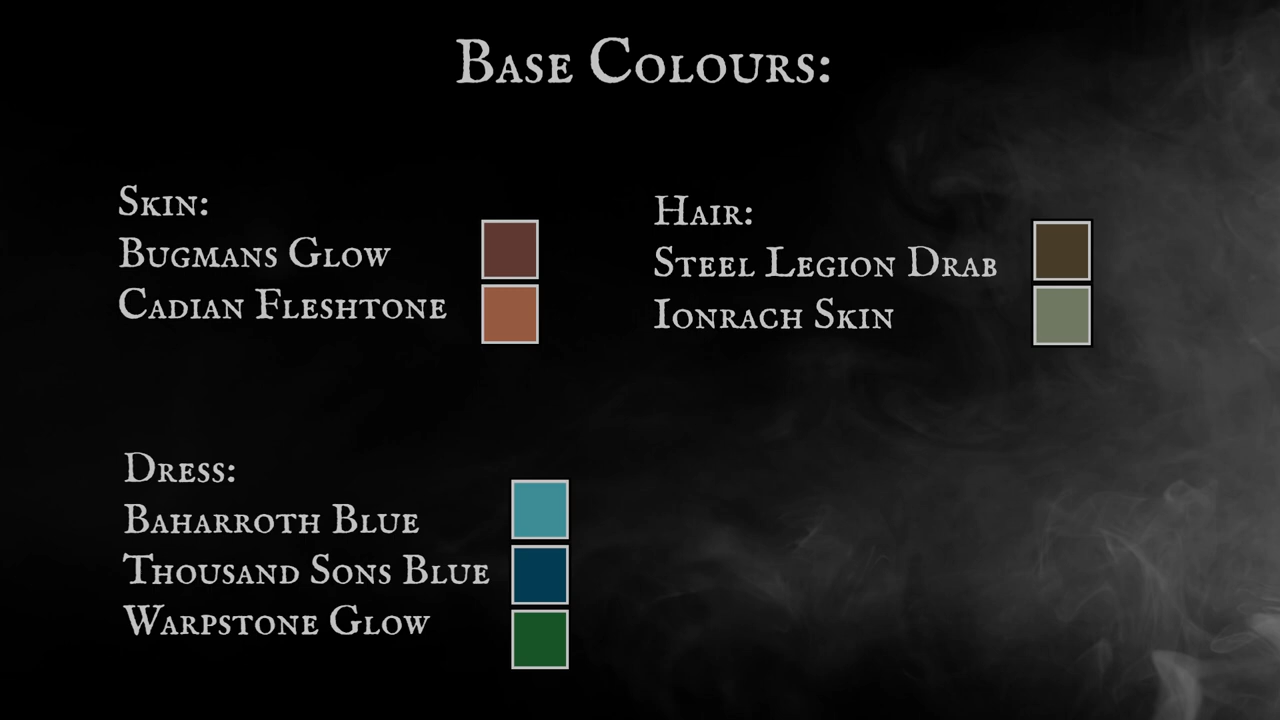 Base Colours:
Skin:
Bugmans Glow
Cadian Fleshtone
Hair:
Steel Legion Drab
Ionrach Skin
Dress:
Baharroth Blue
Thousand Sons Blue
Warpstone Glow